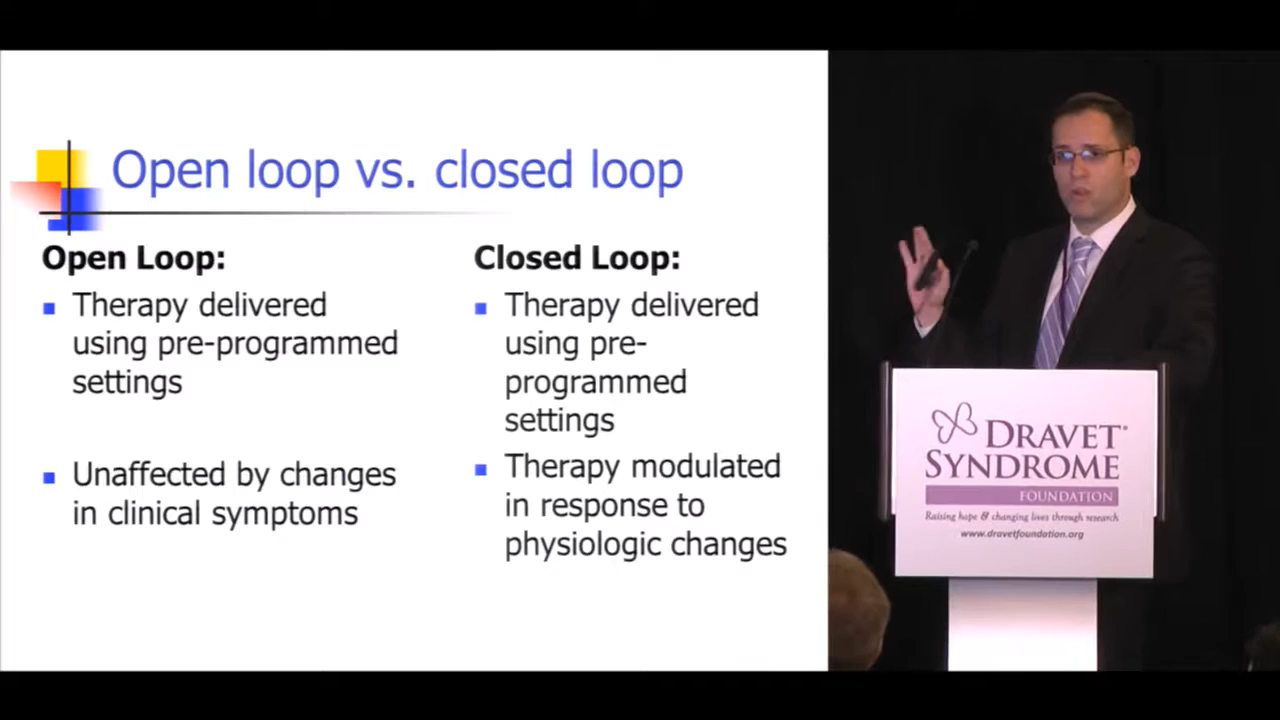 Open loop vs. closed loop
Open Loop:
Therapy delivered
using pre-programmed
settings
Unaffected by changes
in clinical symptoms
Closed Loop:
Therapy delivered
using pre-
programmed
settings
Therapy modulated
in response to
physiologic changes
DRAVET®
SYNDROME
FOUNDATION
Raising hope & changing lives through research
www.dravetfoundation.org